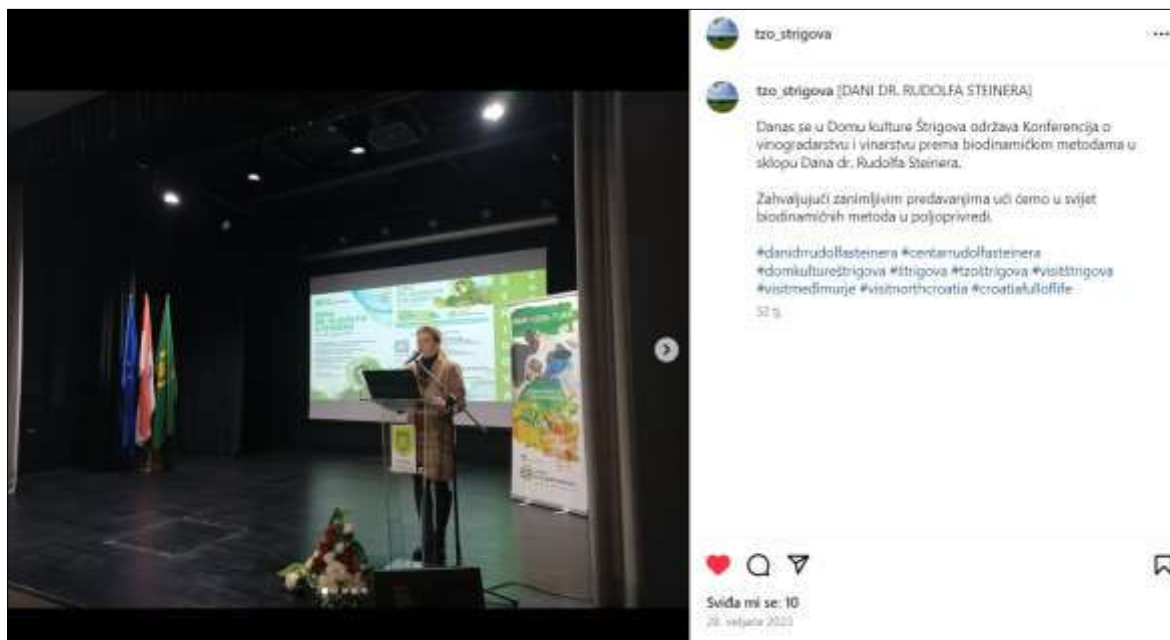 tzo_strigova
tzo_strigova [DANI DR. RUDOLFA STEINERA]
Danas se u Domu kulture Štrigova održava Konferencija o
vinogradarstvu i vinarstvu prema biodinamičkim metodama u
sklopu Dana dr. Rudolfa Steinera.
Zahvaljujući zanimljivim predavanjima ući ćemo u svijet
biodinamičnih metoda u poljoprivredi.
#danidrrudolfasteinera #centarrudolfasteinera
#domkultureštrigova #štrigova #tzoštrigova #visitštrigova
#visitmeđimurje #visitnorthcroatia #croatiafulloflife
52 tj.
Sviđa mi se: 10
28. veljače 2023